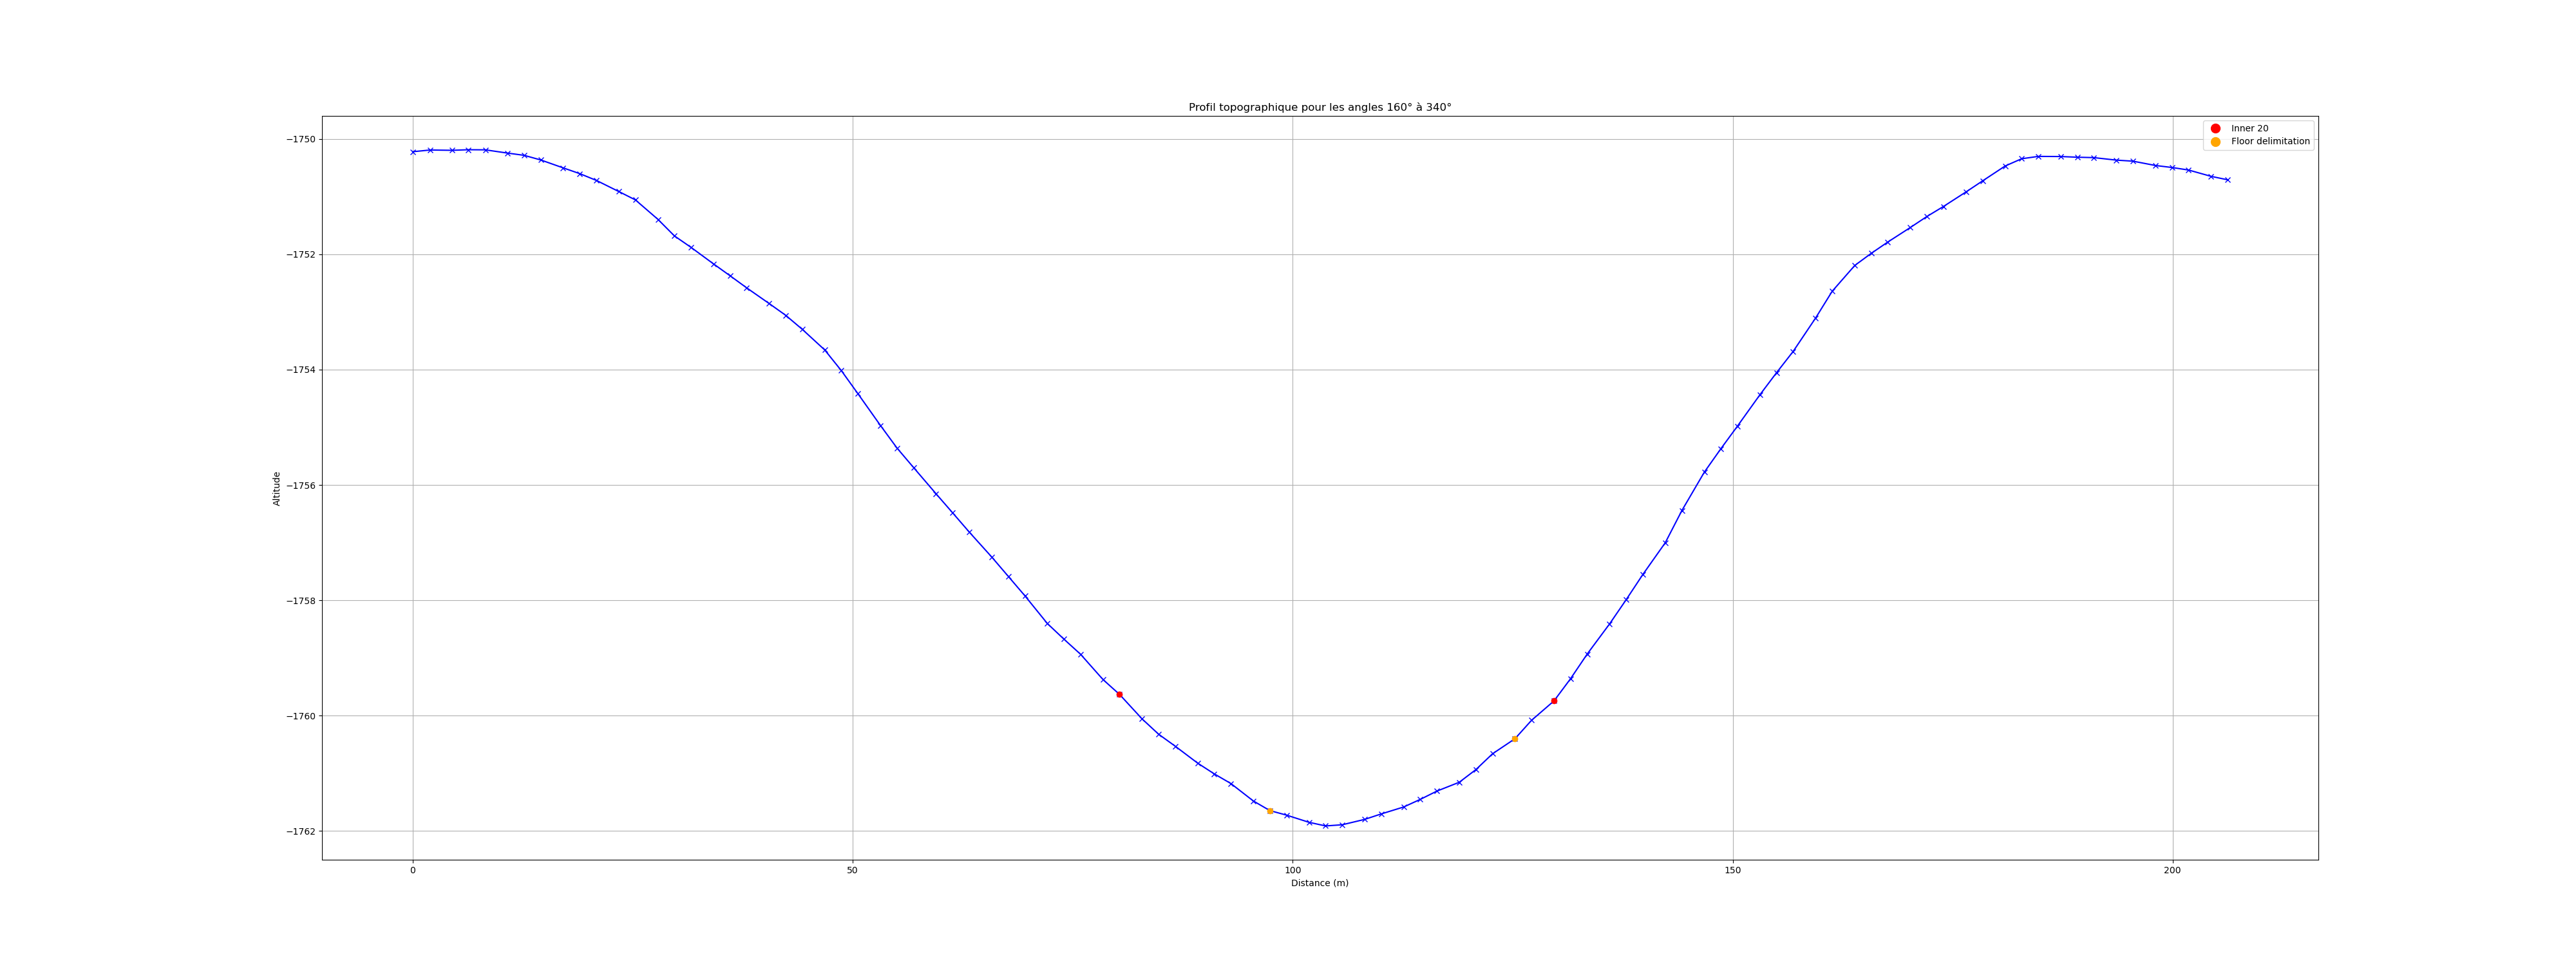 Profil topographique pour les angles 160° à 340°
Inner 20
Floor delimitation
−1750
−1752
−1754
−1756
−1758
−1760
−1762
Altitude
0
50
100
150
200
Distance (m)